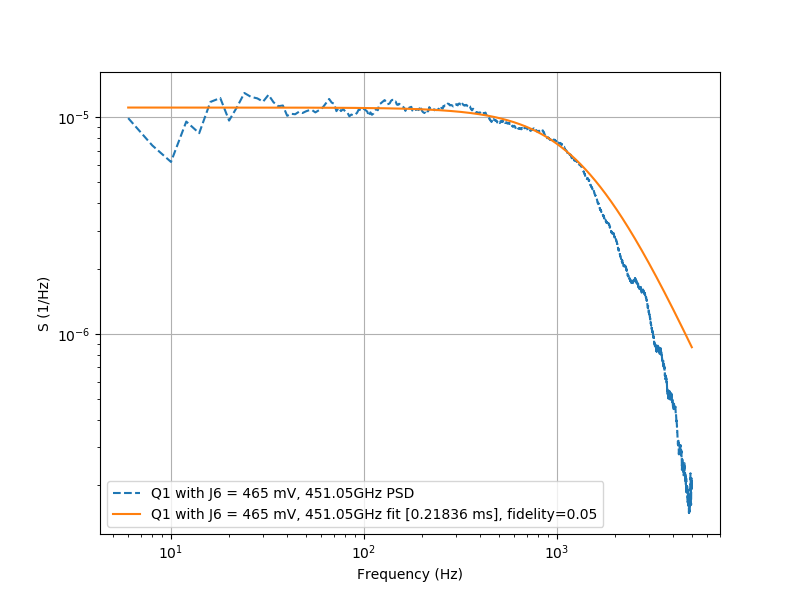 10⁻⁵
10⁻⁶
S (1/Hz)
Q1 with J6 = 465 mV, 451.05GHz PSD
Q1 with J6 = 465 mV, 451.05GHz fit [0.21836 ms], fidelity=0.05
10¹
10²
10³
Frequency (Hz)